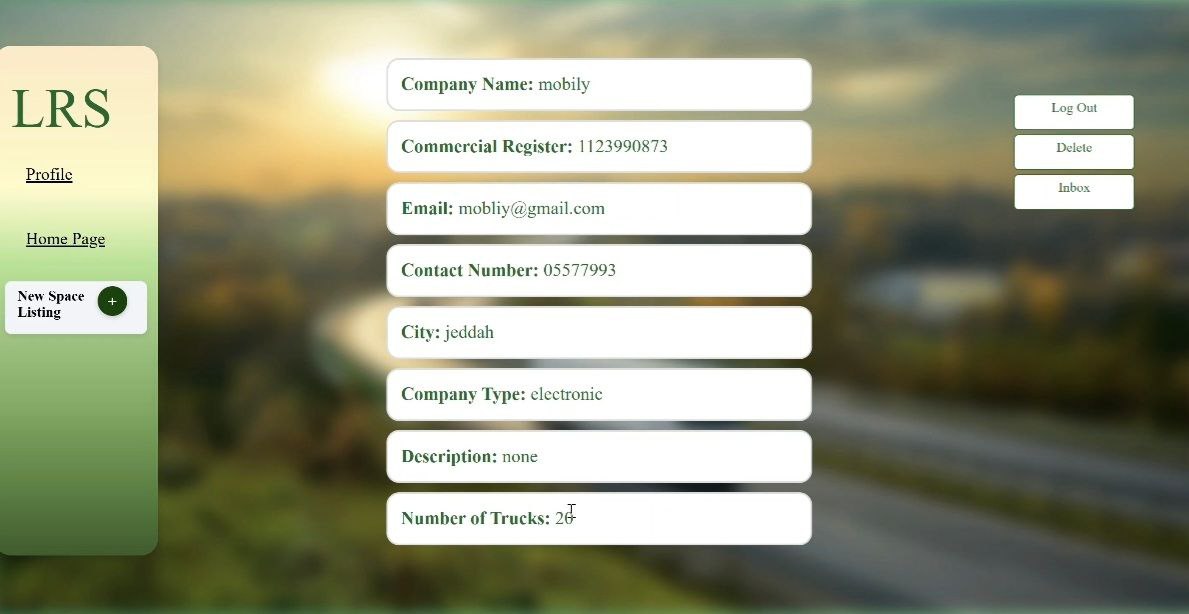 LRS
Profile
Home Page
New Space
Listing
+
Company Name: mobily
Commercial Register: 1123990873
Email: mobliy@gmail.com
Contact Number: 05577993
City: jeddah
Company Type: electronic
Description: none
Number of Trucks:
Log Out
Delete
Inbox